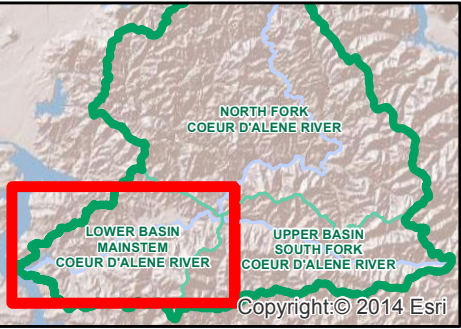 NORTH FORK
COEUR D'ALENE RIVER
LOWER BASIN
MAINSTEM
COEUR D'ALENE RIVER
UPPER BASIN
SOUTH FORK
COEUR D'ALENE RIVER
Copyright:© 2014 Esri